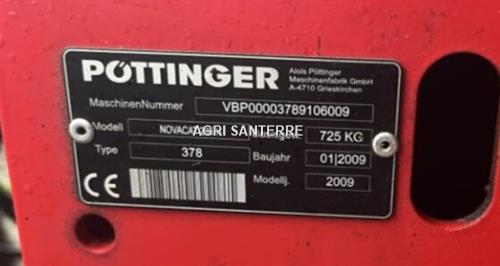 PÖTTINGER
Alois Pöttinger
Maschinenfabrik GmbH
A-4710 Grieskirchen
MaschinenNummer VBP00003789106009
Modell 725 KG
AGRI SANTERRE
Type 378 Baujahr 01|2009
CE Modellj. 2009